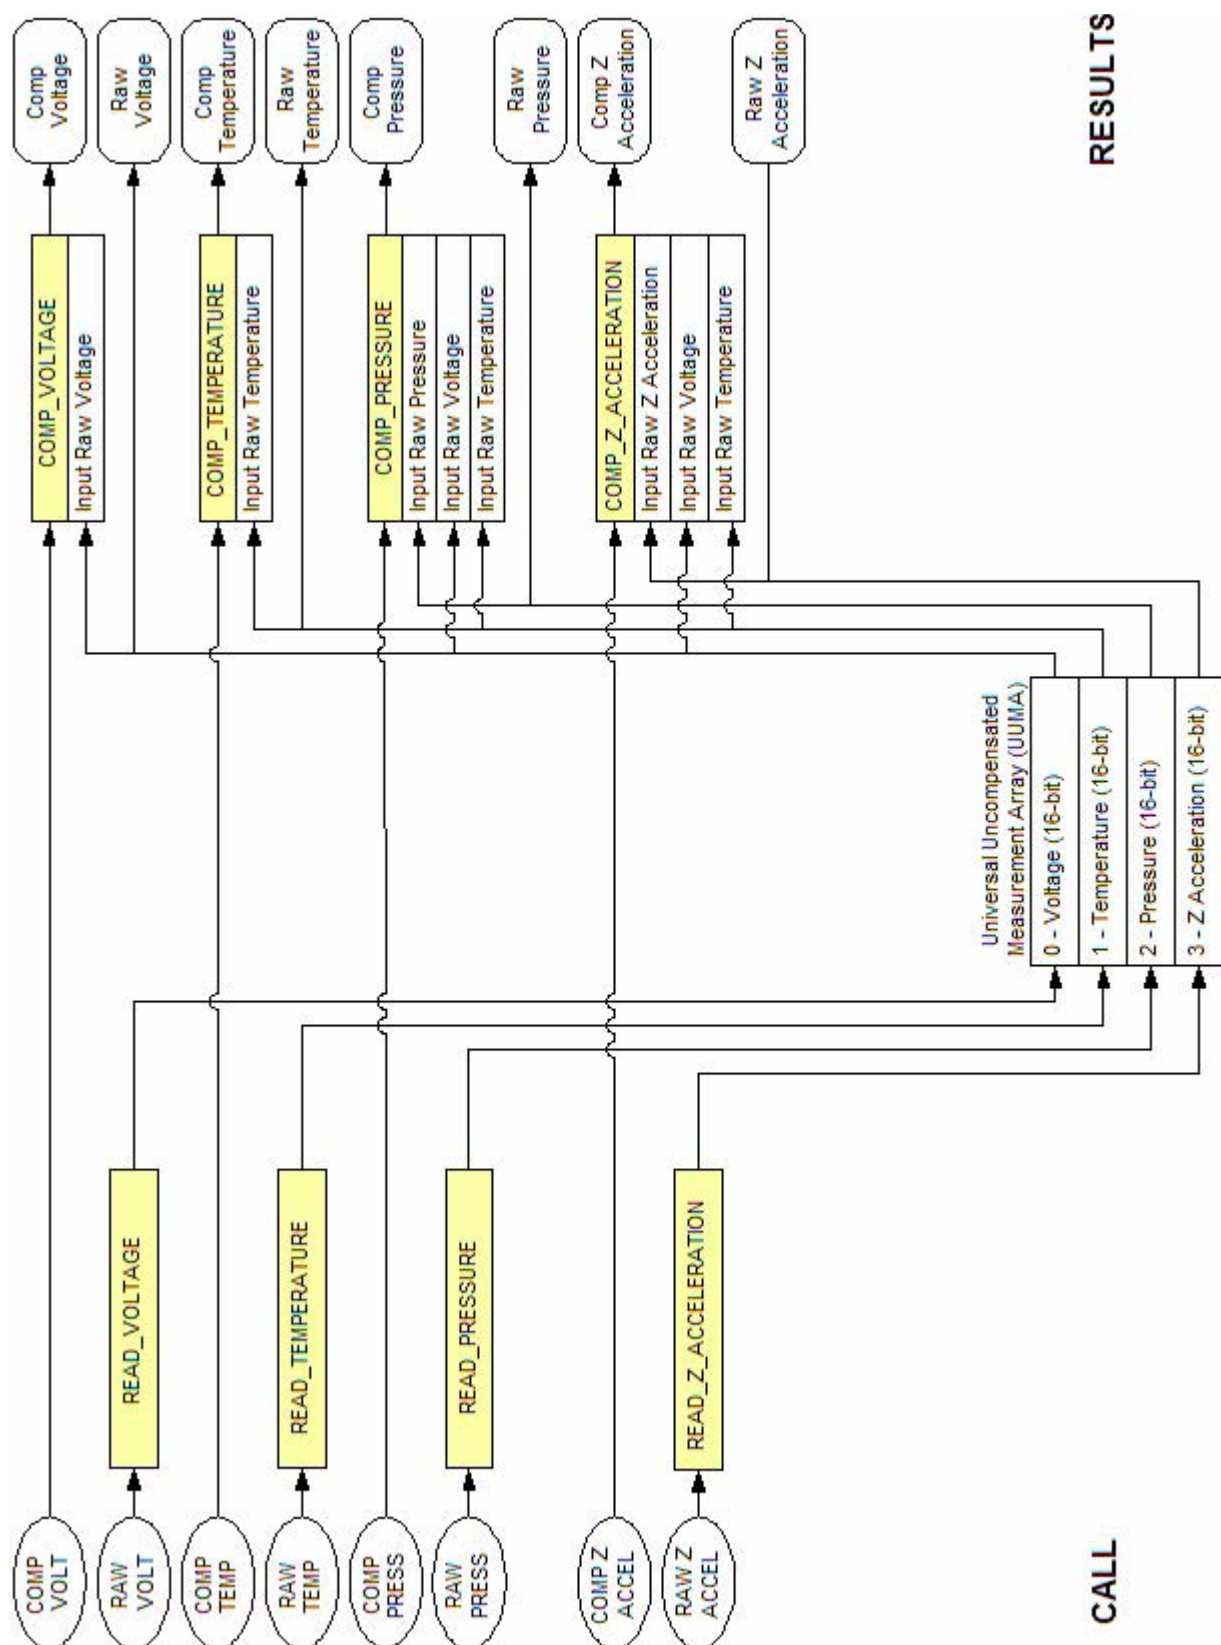 COMP
VOLT
RAW
VOLT
COMP
TEMP
RAW
TEMP
COMP
PRESS
RAW
PRESS
COMP Z
ACCEL
RAW Z
ACCEL
CALL
READ_VOLTAGE
READ_TEMPERATURE
READ_PRESSURE
READ_Z_ACCELERATION
Universal Uncompensated
Measurement Array (UUMA)
0 - Voltage (16-bit)
1 - Temperature (16-bit)
2 - Pressure (16-bit)
3 - Z Acceleration (16-bit)
COMP_VOLTAGE
Input Raw Voltage
COMP_TEMPERATURE
Input Raw Temperature
COMP_PRESSURE
Input Raw Pressure
Input Raw Voltage
Input Raw Temperature
COMP_Z_ACCELERATION
Input Raw Z Acceleration
Input Raw Voltage
Input Raw Temperature
Comp
Voltage
Raw
Voltage
Comp
Temperature
Raw
Temperature
Comp
Pressure
Raw
Pressure
Comp Z
Acceleration
Raw Z
Acceleration
RESULTS